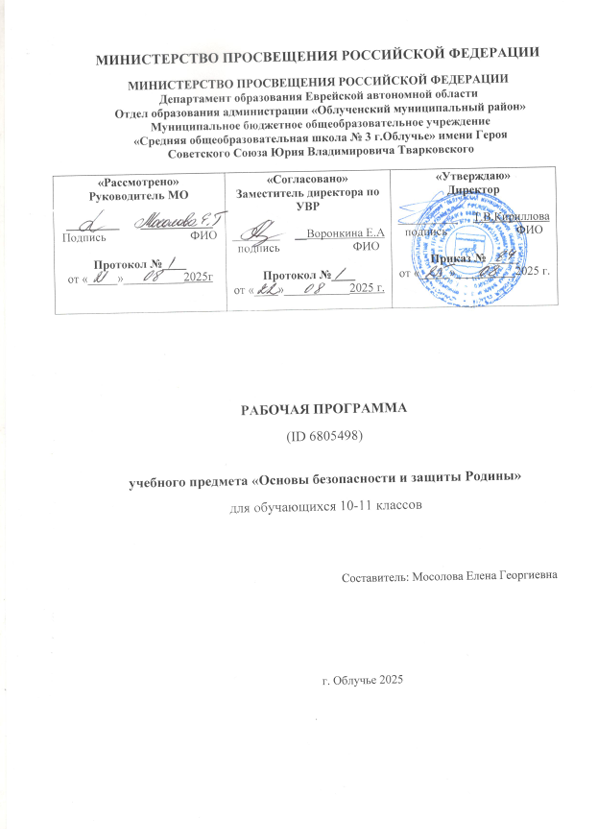 МИНИСТЕРСТВО ПРОСВЕЩЕНИЯ РОССИЙСКОЙ ФЕДЕРАЦИИ
МИНИСТЕРСТВО ПРОСВЕЩЕНИЯ РОССИЙСКОЙ ФЕДЕРАЦИИ
Департамент образования Еврейской автономной области
Отдел образования администрации «Облученский муниципальный район»
Муниципальное бюджетное общеобразовательное учреждение
«Средняя общеобразовательная школа № 3 г.Облучье» имени Героя
Советского Союза Юрия Владимировича Тварковского
«Рассмотрено»
Руководитель МО
Мосолова Е.Г
Подпись ФИО
Протокол № 1
от « 21 » 08 2025г
«Согласовано»
Заместитель директора по
УВР
Воронкина Е.А
подпись ФИО
Протокол № 1
от « 22 » 08 2025 г.
«Утверждаю»
Директор
Т.В.Кириллова
подпись ФИО
Приказ №
от « » 08 2025 г.
РАБОЧАЯ ПРОГРАММА
(ID 6805498)
учебного предмета «Основы безопасности и защиты Родины»
для обучающихся 10-11 классов
Составитель: Мосолова Елена Георгиевна
г. Облучье 2025